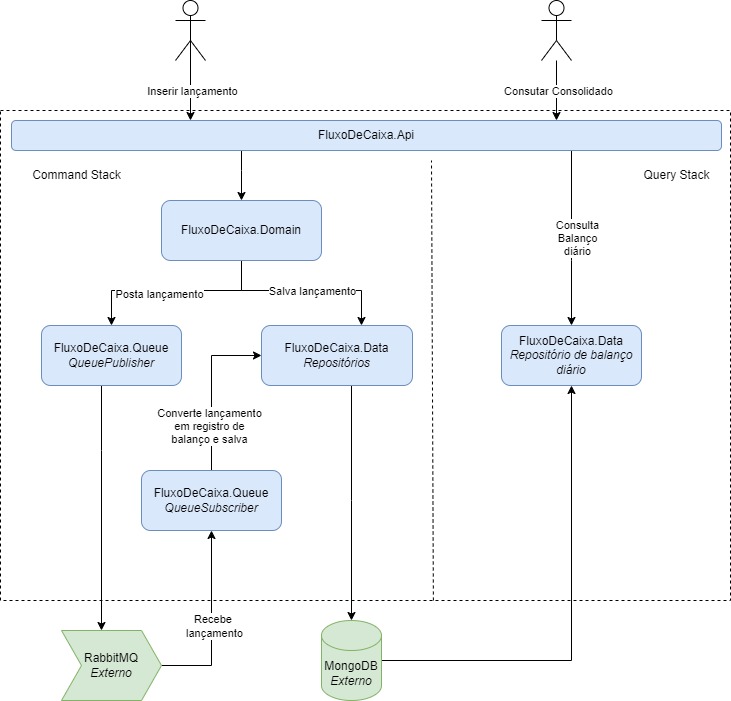 Inserir lançamento
Consutar Consolidado
FluxoDeCaixa.Api
Command Stack
Query Stack
FluxoDeCaixa.Domain
Consulta
Balanço
diário
Posta lançamento
Salva lançamento
FluxoDeCaixa.Queue
QueuePublisher
FluxoDeCaixa.Data
Repositórios
FluxoDeCaixa.Data
Repositório de balanço
diário
Converte lançamento
em registro de
balanço e salva
FluxoDeCaixa.Queue
QueueSubscriber
Recebe
lançamento
RabbitMQ
Externo
MongoDB
Externo